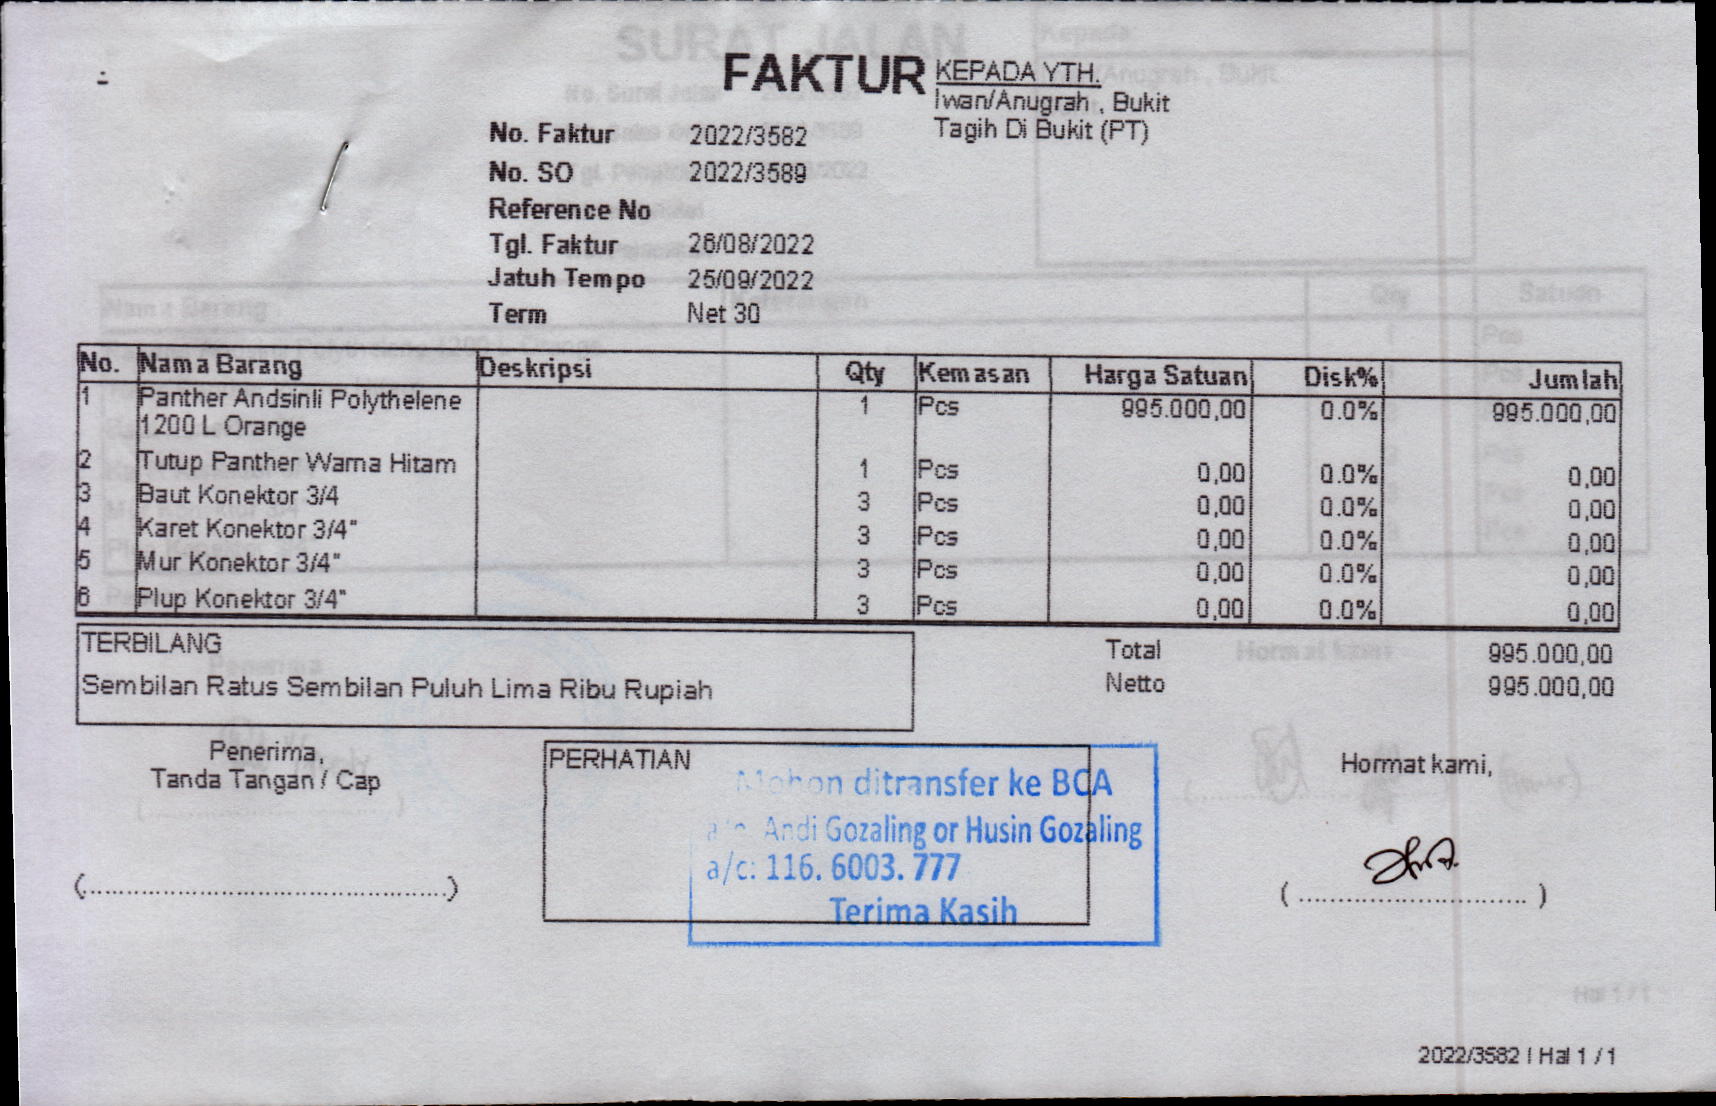 FAKTUR
KEPADA YTH.
Iwan/Anugrah , Bukit
Tagih Di Bukit (PT)
No. Faktur 2022/3582
No. SO 2022/3589
Reference No
Tgl. Faktur 26/08/2022
Jatuh Tempo 25/09/2022
Term Net 30
No. Nama Barang Deskripsi Qty Kemasan Harga Satuan Disk% Jumlah
1 Panther Andsinli Polythelene 1 Pcs 995.000,00 0.0% 995.000,00
1200 L Orange
2 Tutup Panther Warna Hitam 1 Pcs 0,00 0.0% 0,00
3 Baut Konektor 3/4 3 Pcs 0,00 0.0% 0,00
4 Karet Konektor 3/4" 3 Pcs 0,00 0.0% 0,00
5 Mur Konektor 3/4" 3 Pcs 0,00 0.0% 0,00
6 Plup Konektor 3/4" 3 Pcs 0,00 0.0% 0,00
TERBILANG
Sembilan Ratus Sembilan Puluh Lima Ribu Rupiah
Total 995.000,00
Netto 995.000,00
Penerima,
Tanda Tangan / Cap
(................................................)
PERHATIAN
Mohon ditransfer ke BCA
a/n. Andi Gozaling or Husin Gozaling
a/c: 116. 6003. 777
Terima Kasih
Hormat kami,
( .............................. )
2022/3582 / Hal 1 / 1